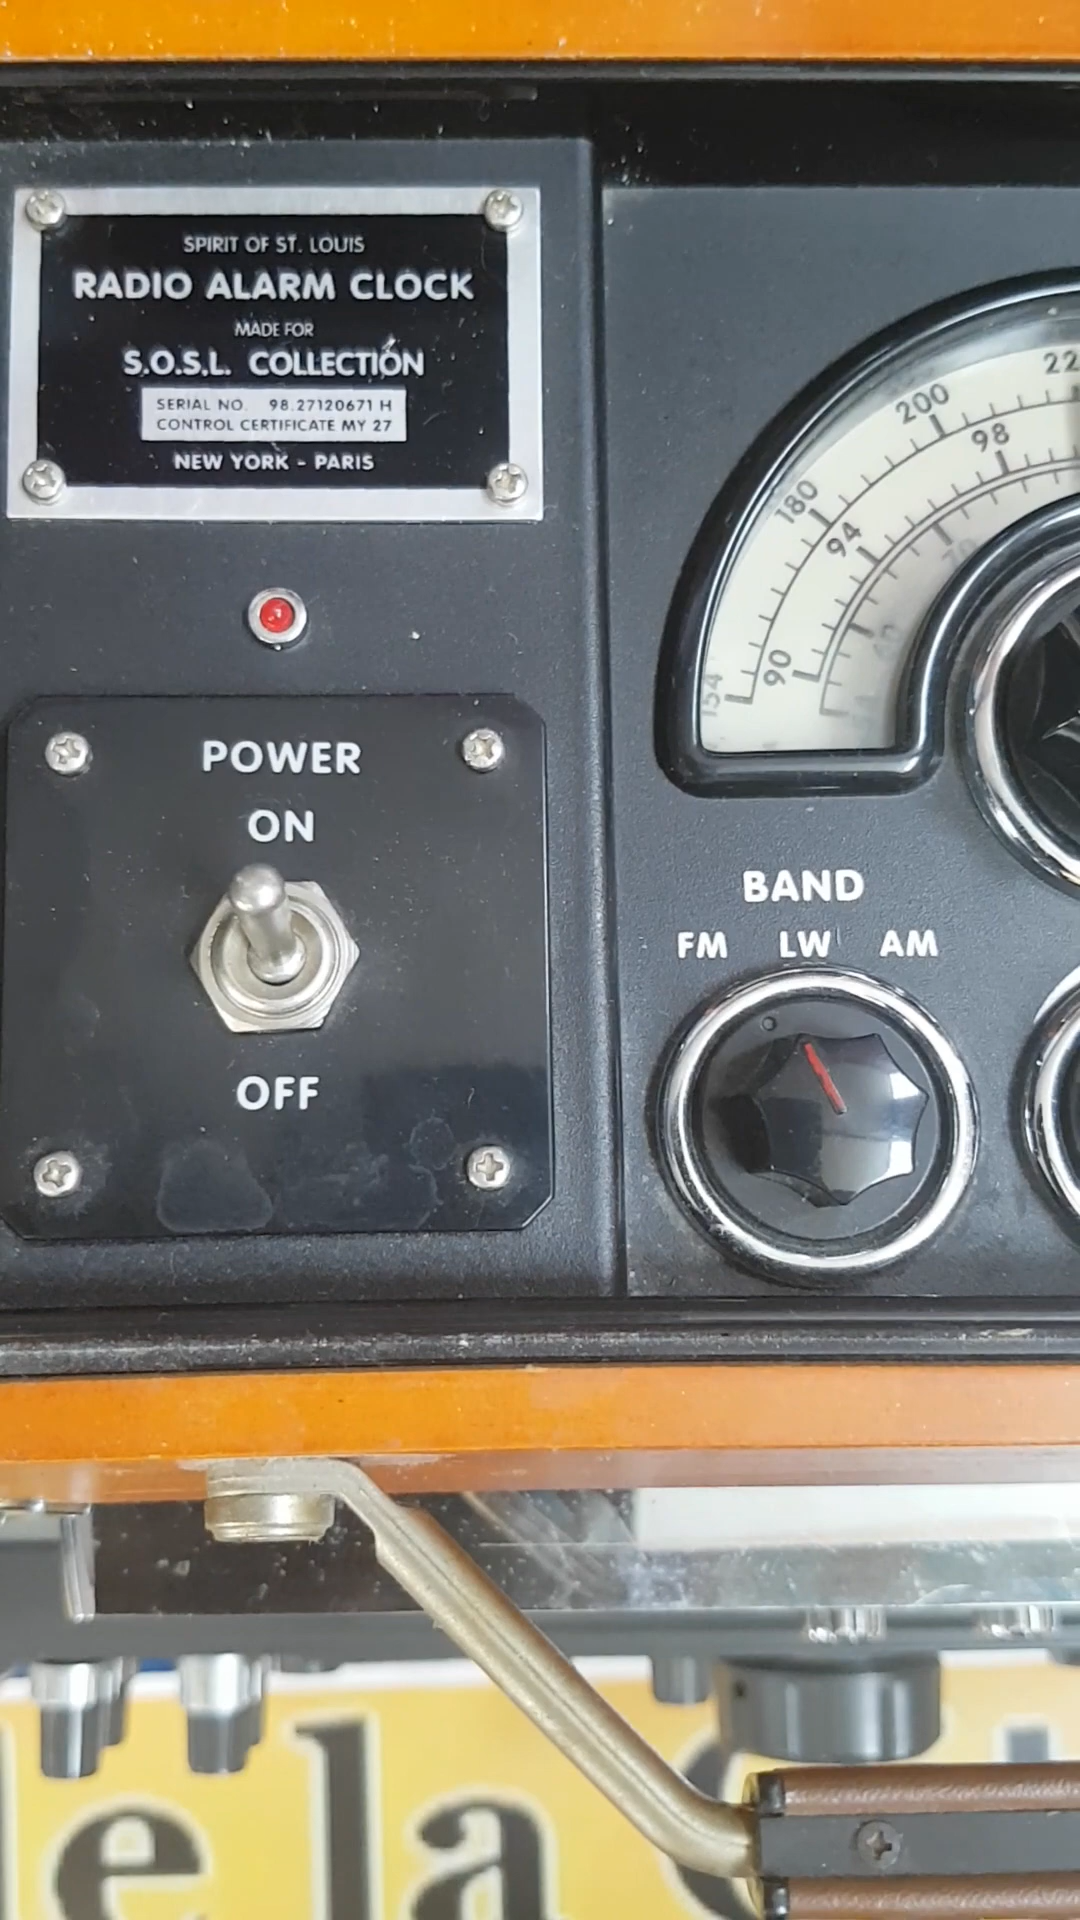 SPIRIT OF ST. LOUIS
RADIO ALARM CLOCK
MADE FOR
S.O.S.L. COLLECTION
SERIAL NO. 98.27120671 H
CONTROL CERTIFICATE MY 27
NEW YORK - PARIS
POWER
ON
OFF
154 180 200 22
90 94 98
70
BAND
FM LW AM
e la